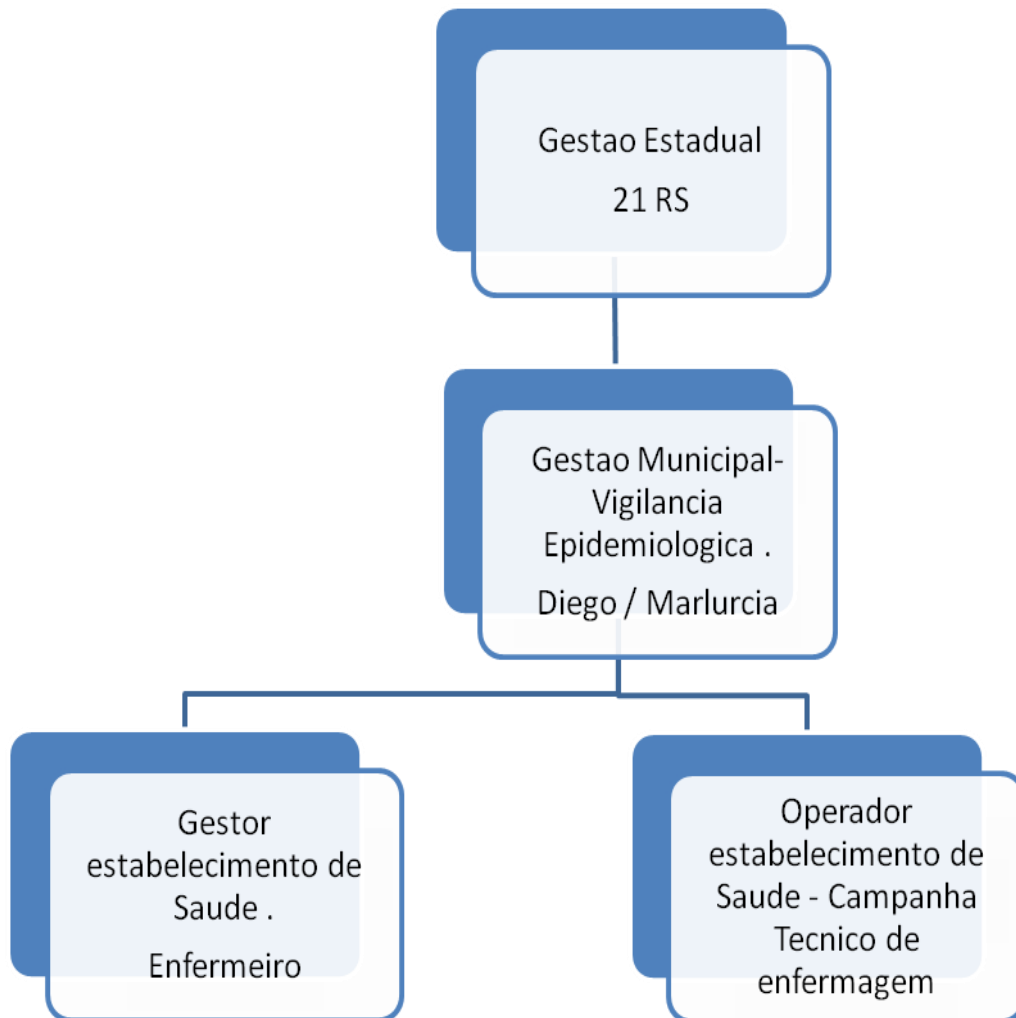 Gestao Estadual
21 RS
Gestao Municipal-
Vigilancia
Epidemiologica .
Diego / Marlurcia
Gestor
estabelecimento de
Saude .
Enfermeiro
Operador
estabelecimento de
Saude - Campanha
Tecnico de
enfermagem